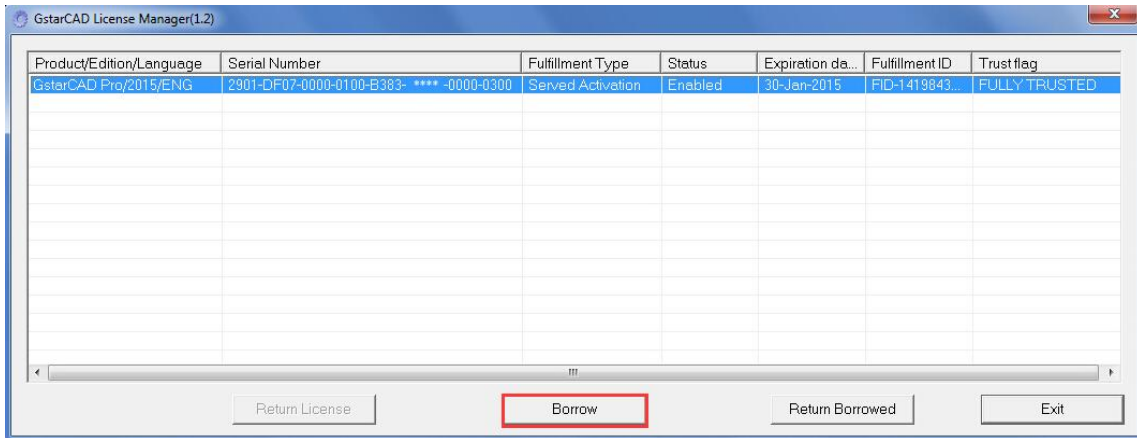 GstarCAD License Manager(1.2)
Product/Edition/Language Serial Number Fulfillment Type Status Expiration da... Fulfillment ID Trust flag
GstarCAD Pro/2015/ENG 2901-DF07-0000-0100-B383- **** -0000-0300 Served Activation Enabled 30-Jan-2015 FID-1419843... FULLY TRUSTED
Return License Borrow Return Borrowed Exit